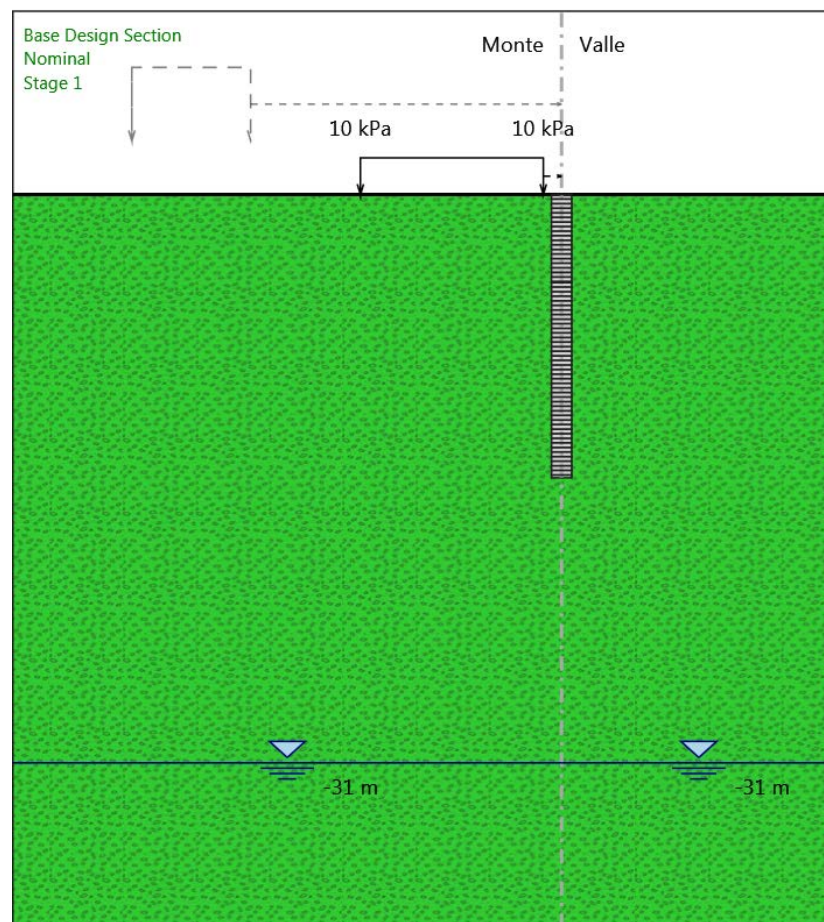 Base Design Section
Nominal
Stage 1
Monte Valle
10 kPa 10 kPa
-31 m -31 m